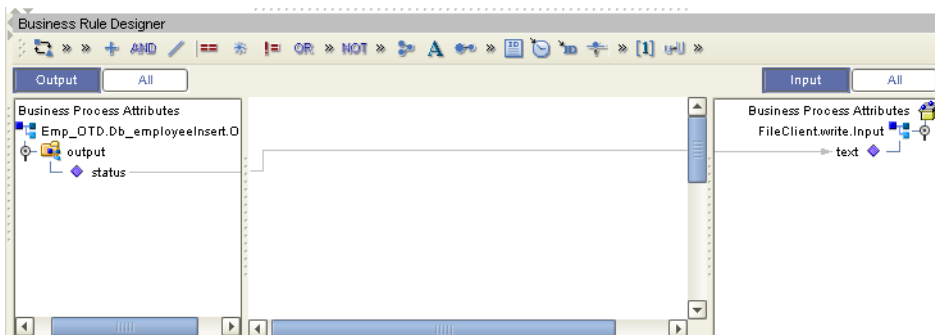 Business Rule Designer
» » AND == != OR » NOT » A » » [1] »
Output All
Input All
Business Process Attributes
Emp_OTD.Db_employeeInsert.O
output
status
Business Process Attributes
FileClient.write.Input
text